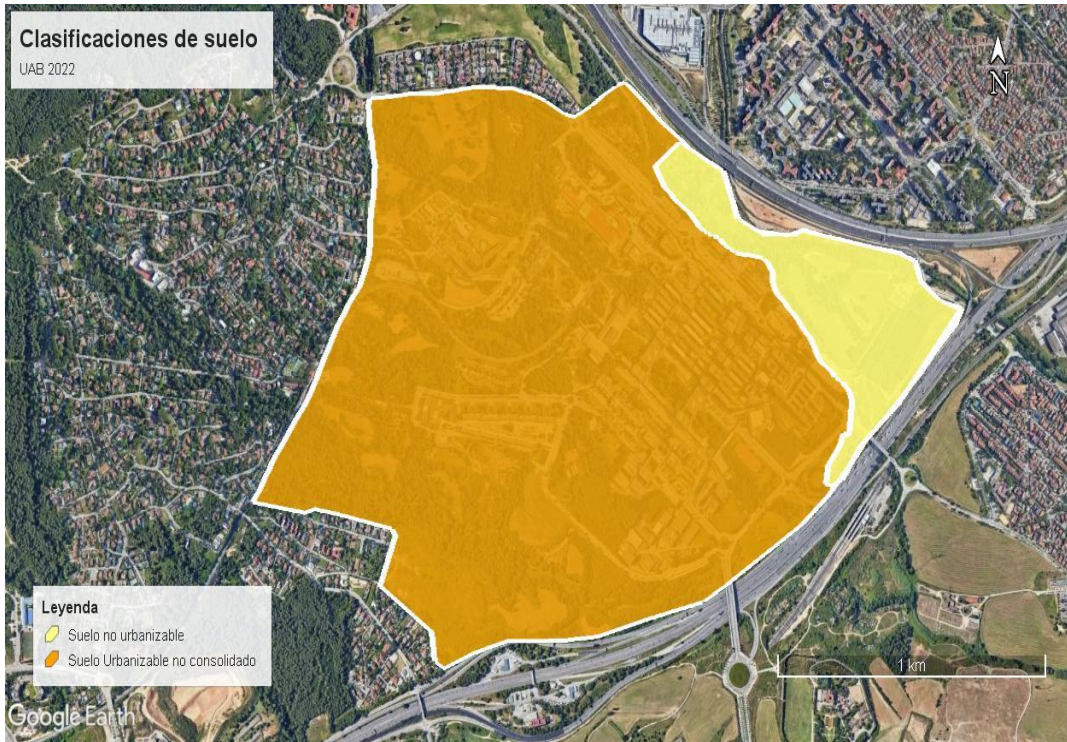 Clasificaciones de suelo
UAB 2022
N
Leyenda
Suelo no urbanizable
Suelo Urbanizable no consolidado
1 km
Google Earth